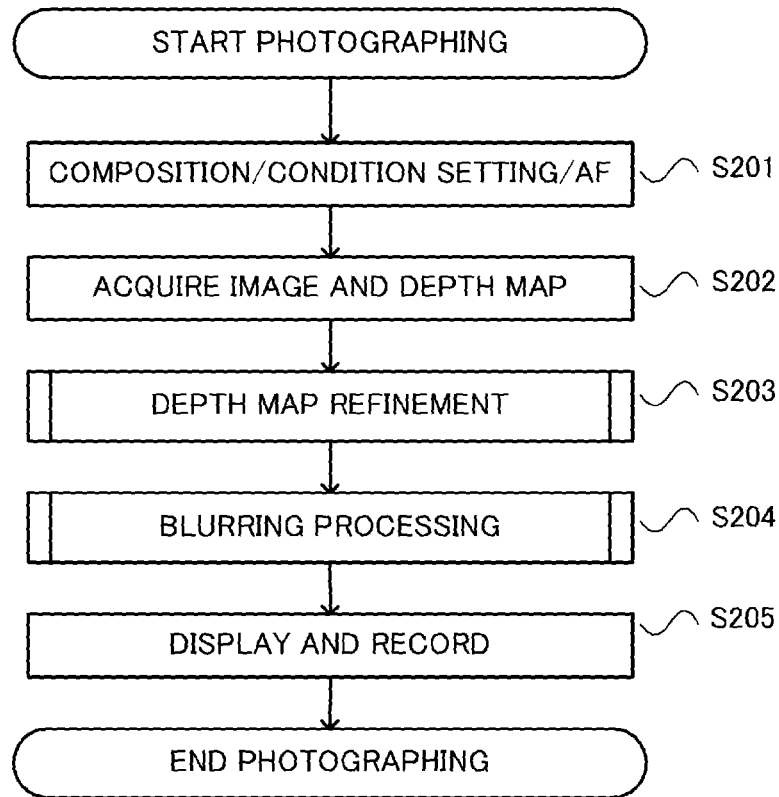 START PHOTOGRAPHING
COMPOSITION/CONDITION SETTING/AF
S201
ACQUIRE IMAGE AND DEPTH MAP
S202
DEPTH MAP REFINEMENT
S203
BLURRING PROCESSING
S204
DISPLAY AND RECORD
S205
END PHOTOGRAPHING